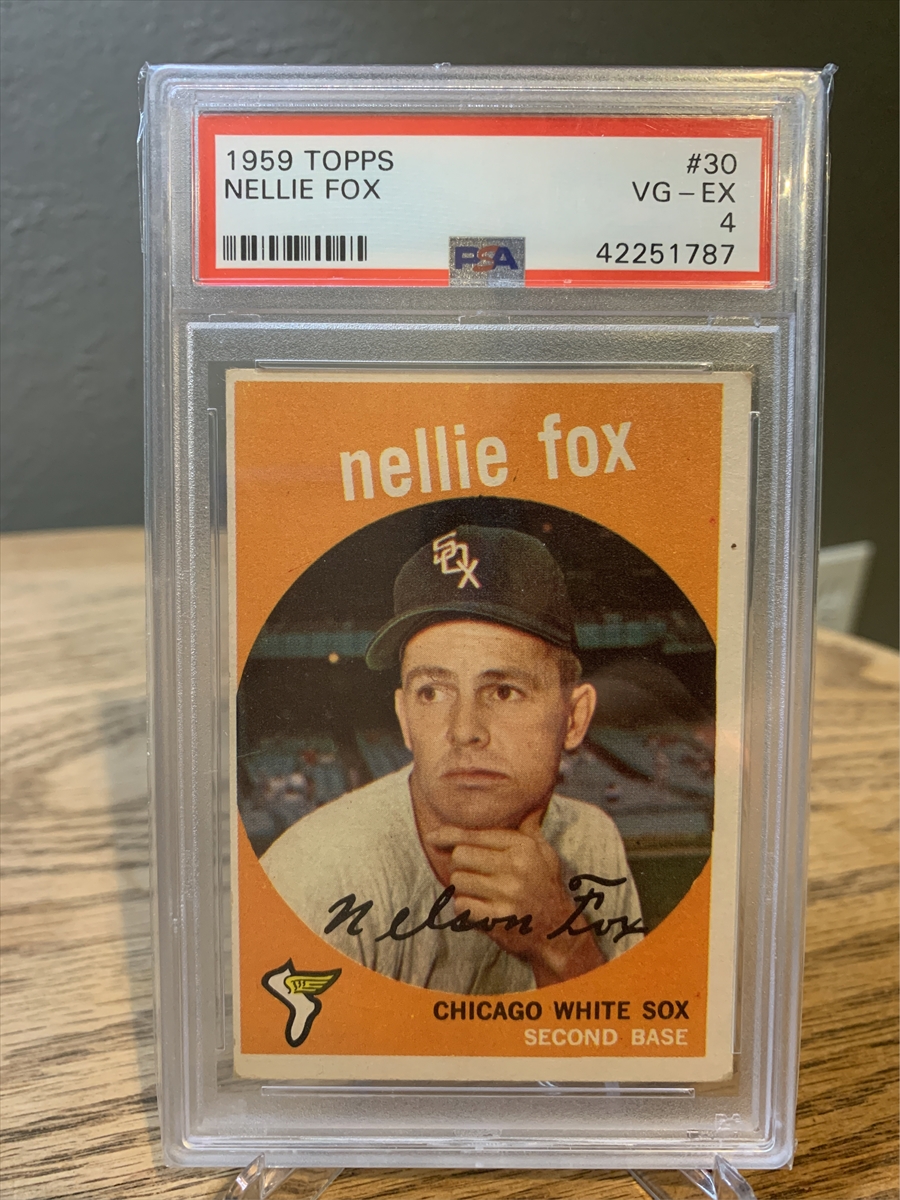 1959 TOPPS #30
NELLIE FOX VG-EX
4
PSA 42251787
nellie fox
SOX
Nelson Fox
CHICAGO WHITE SOX
SECOND BASE